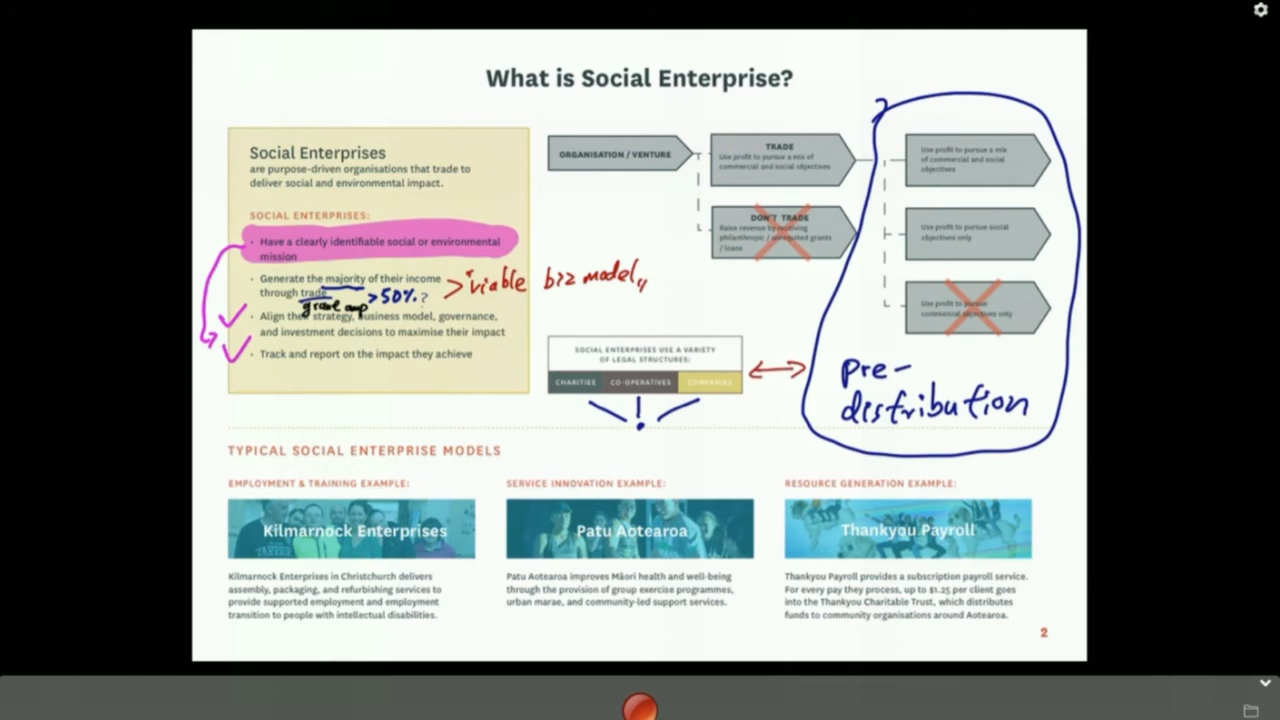 What is Social Enterprise?
Social Enterprises
are purpose-driven organisations that trade to
deliver social and environmental impact.
SOCIAL ENTERPRISES:
· Have a clearly identifiable social or environmental
mission
· Generate the majority of their income
through trade
>50%?
> viable biz model
· Align their strategy, business model, governance,
and investment decisions to maximise their impact
· Track and report on the impact they achieve
ORGANISATION / VENTURE
TRADE
Use profit to pursue a mix of
commercial and social objectives
DON'T TRADE
Raise revenue by receiving
philanthropic / unrequited grants
/ loans
Use profit to pursue a mix
of commercial and social
objectives
Use profit to pursue social
objectives only
Use profit to pursue
commercial objectives only
SOCIAL ENTERPRISES USE A VARIETY
OF LEGAL STRUCTURES:
CHARITIES CO-OPERATIVES COMPANIES
pre-
distribution
TYPICAL SOCIAL ENTERPRISE MODELS
EMPLOYMENT & TRAINING EXAMPLE:
Kilmarnock Enterprises
Kilmarnock Enterprises in Christchurch delivers
assembly, packaging, and refurbishing services to
provide supported employment and employment
transition to people with intellectual disabilities.
SERVICE INNOVATION EXAMPLE:
Patu Aotearoa
Patu Aotearoa improves Māori health and well-being
through the provision of group exercise programmes,
urban marae, and community-led support services.
RESOURCE GENERATION EXAMPLE:
Thankyou Payroll
Thankyou Payroll provides a subscription payroll service.
For every pay they process, up to $1.25 per client goes
into the Thankyou Charitable Trust, which distributes
funds to community organisations around Aotearoa.
2